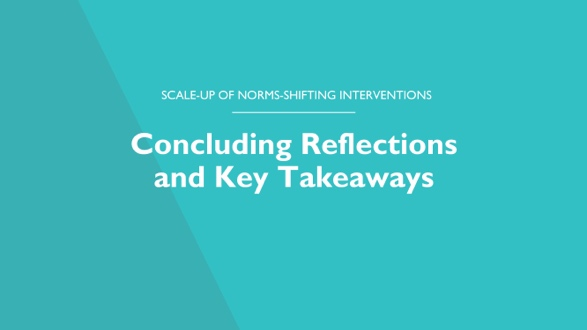 SCALE-UP OF NORMS-SHIFTING INTERVENTIONS
Concluding Reflections
and Key Takeaways